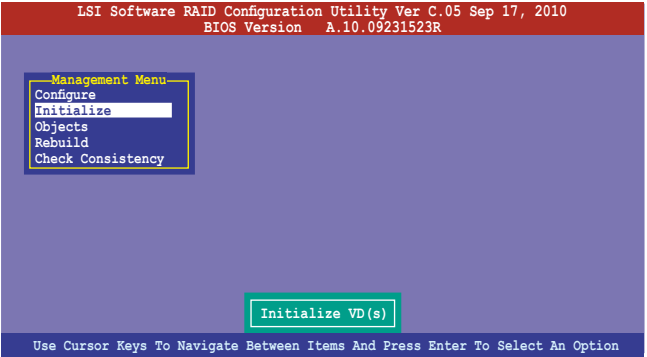 LSI Software RAID Configuration Utility Ver C.05 Sep 17, 2010
BIOS Version A.10.09231523R
Management Menu
Configure
Initialize
Objects
Rebuild
Check Consistency
Initialize VD(s)
Use Cursor Keys To Navigate Between Items And Press Enter To Select An Option